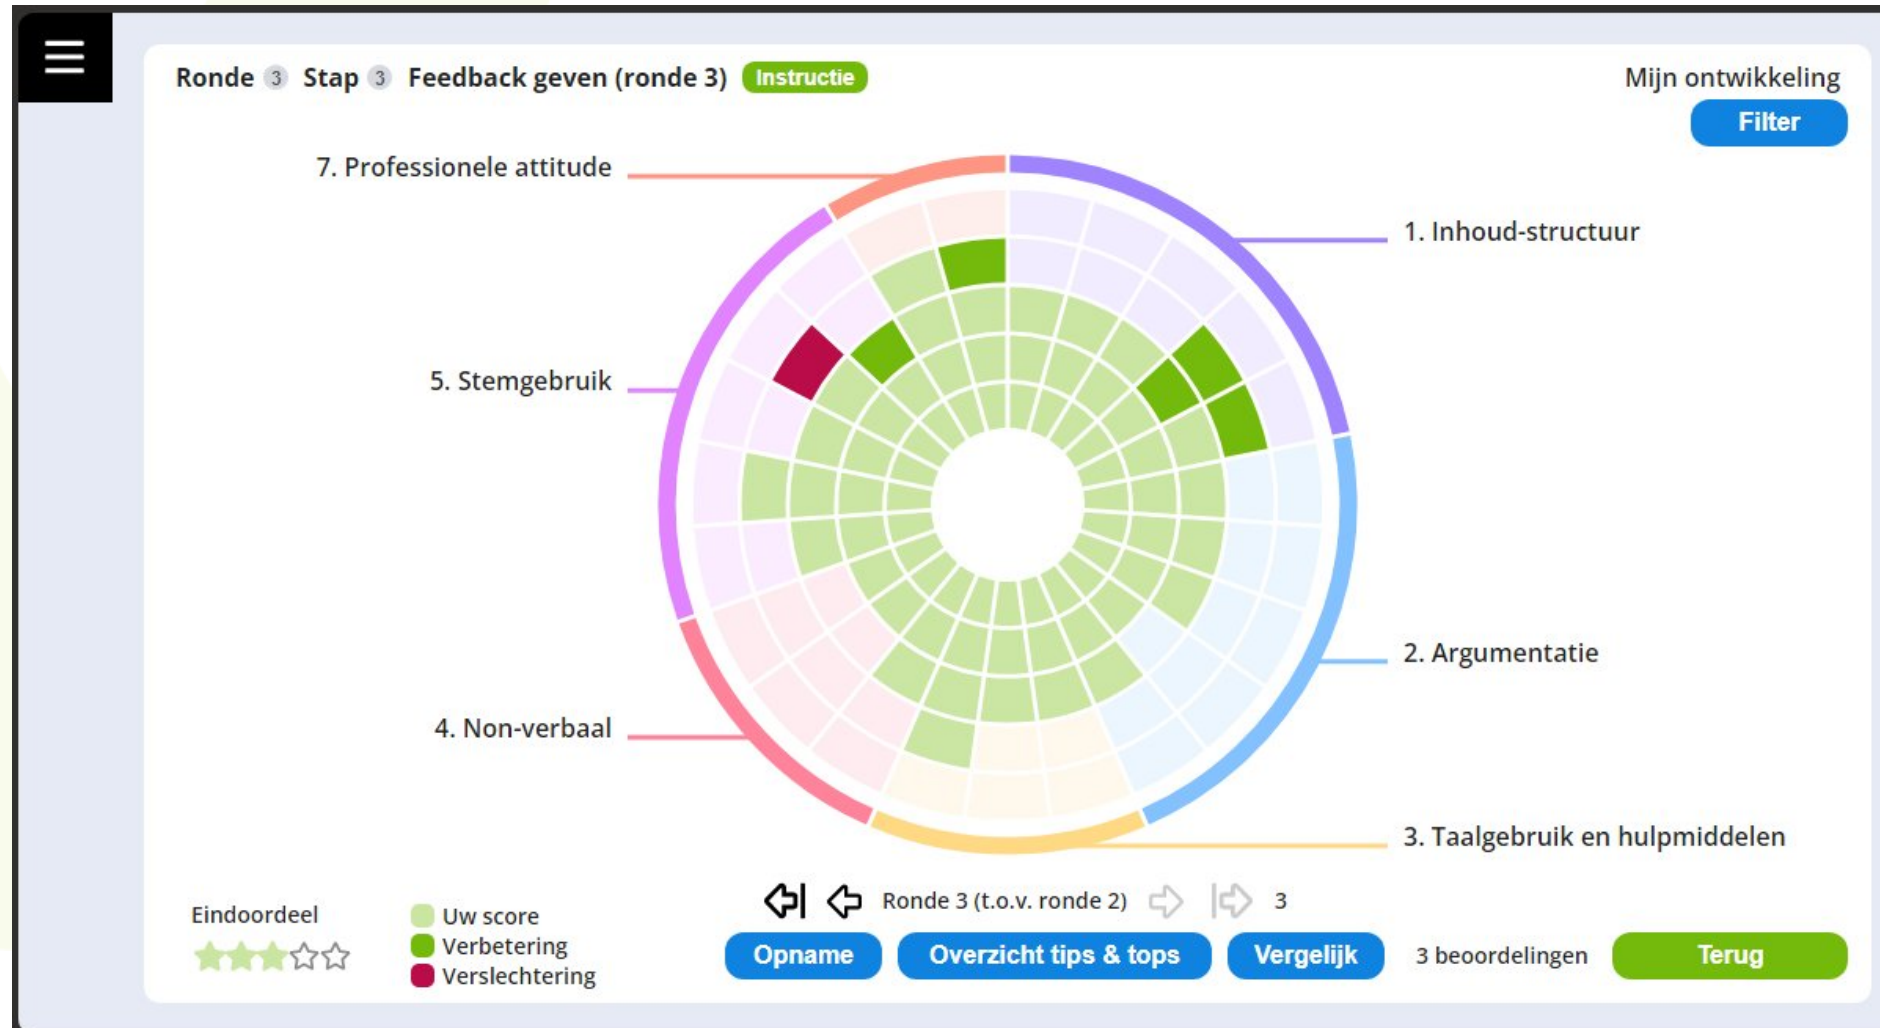 Ronde 3 Stap 3 Feedback geven (ronde 3) Instructie
Mijn ontwikkeling
Filter
7. Professionele attitude
1. Inhoud-structuur
5. Stemgebruik
2. Argumentatie
4. Non-verbaal
3. Taalgebruik en hulpmiddelen
Ronde 3 (t.o.v. ronde 2) 3
Eindoordeel
Uw score
Verbetering
Verslechtering
Opname Overzicht tips & tops Vergelijk 3 beoordelingen Terug